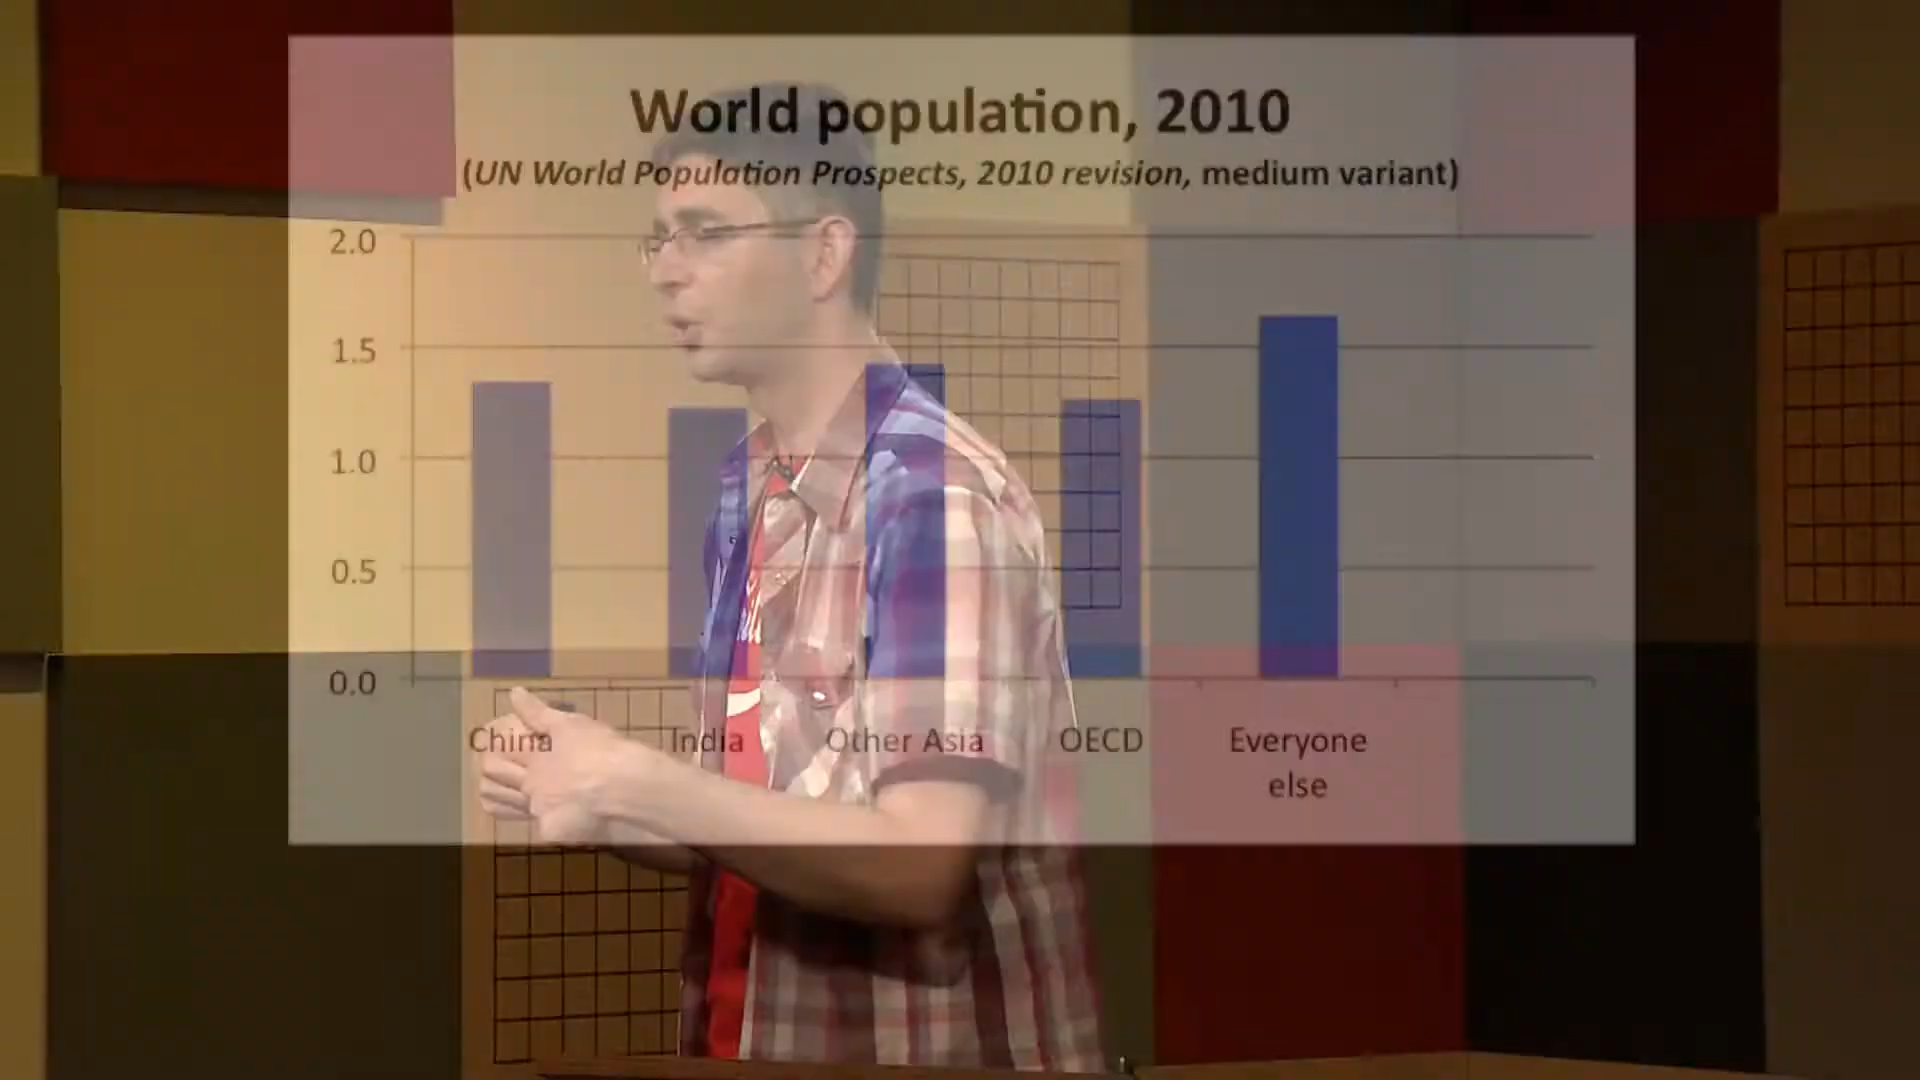 World population, 2010
(UN World Population Prospects, 2010 revision, medium variant)
2.0
1.5
1.0
0.5
0.0
China
India
Other Asia
OECD
Everyone
else